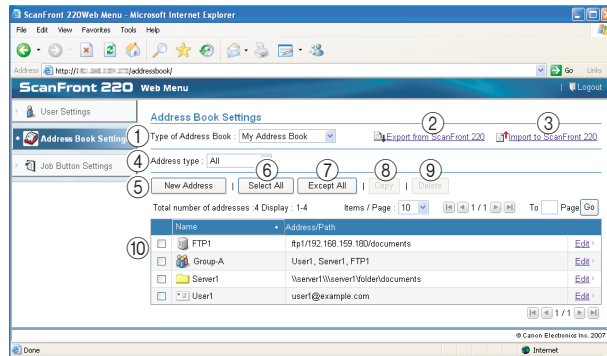 ScanFront 220Web Menu - Microsoft Internet Explorer
File Edit View Favorites Tools Help
Address http:// /addressbook/ Go Links
ScanFront 220 Web Menu Logout
User Settings
Address Book Settings
Address Book Setting
① Type of Address Book : My Address Book ② Export from ScanFront 220 ③ Import to ScanFront 220
Job Button Settings
④ Address type : All
⑤ New Address | ⑥ Select All ⑦ Except All | ⑧ Copy | ⑨ Delete
Total number of addresses :4 Display : 1-4 Items / Page : 10 1 / 1 To Page Go
⑩ Name Address/Path
FTP1 ftp1/192.168.159.180/documents Edit
Group-A User1, Server1, FTP1 Edit
Server1 \\server1\\\server1\folder\documents Edit
User1 user1@example.com Edit
1 / 1
© Canon Electronics Inc. 2007
Done Internet